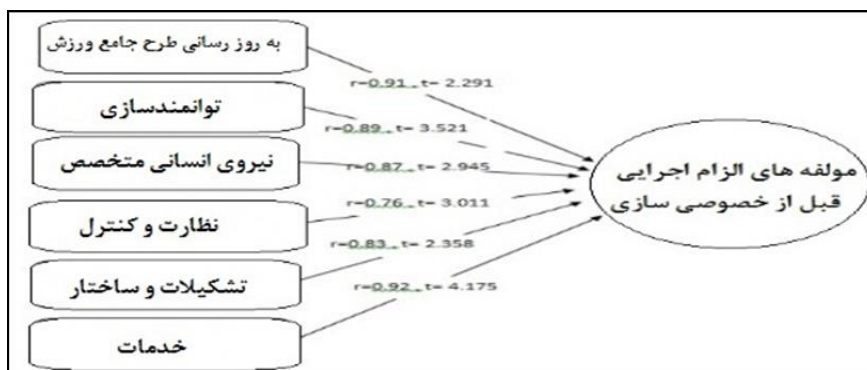 به روز رسانی طرح جامع ورزش
r=0.91 , t= 2.291
توانمندسازی
r=0.89 , t= 3.521
نیروی انسانی متخصص
r=0.87 , t= 2.945
مولفه های الزام اجرایی
قبل از خصوصی سازی
r=0.76 , t= 3.011
نظارت و کنترل
r=0.83 , t= 2.358
تشکیلات و ساختار
r=0.92 , t= 4.175
خدمات